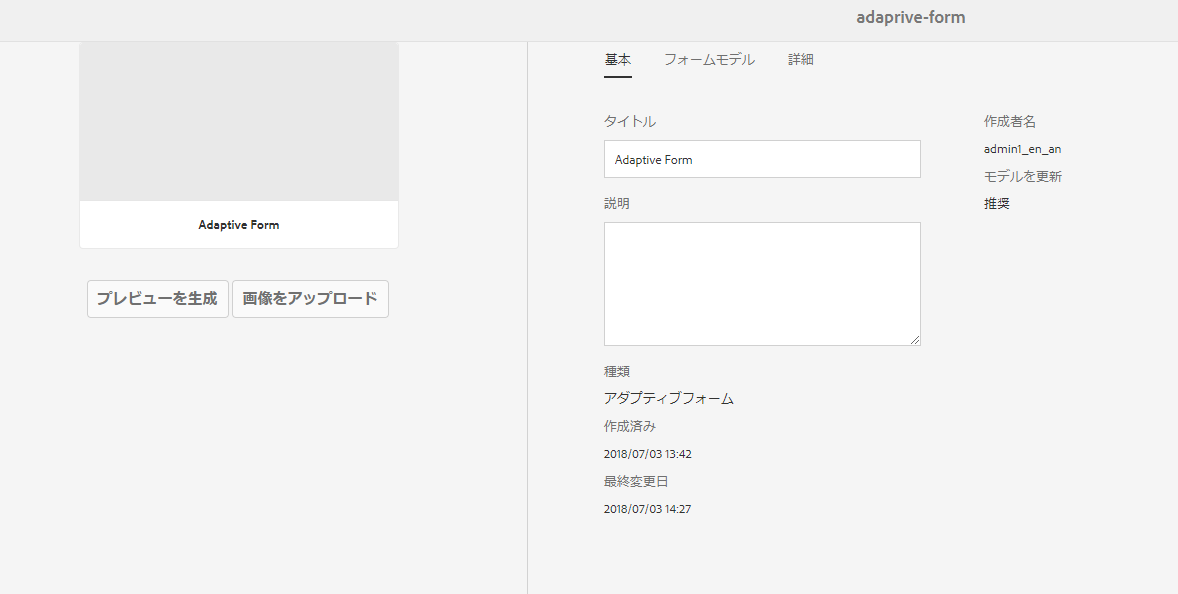 adaprive-form
Adaptive Form
プレビューを生成 画像をアップロード
基本 フォームモデル 詳細
タイトル
Adaptive Form
説明
種類
アダプティブフォーム
作成済み
2018/07/03 13:42
最終変更日
2018/07/03 14:27
作成者名
admin1_en_an
モデルを更新
推奨